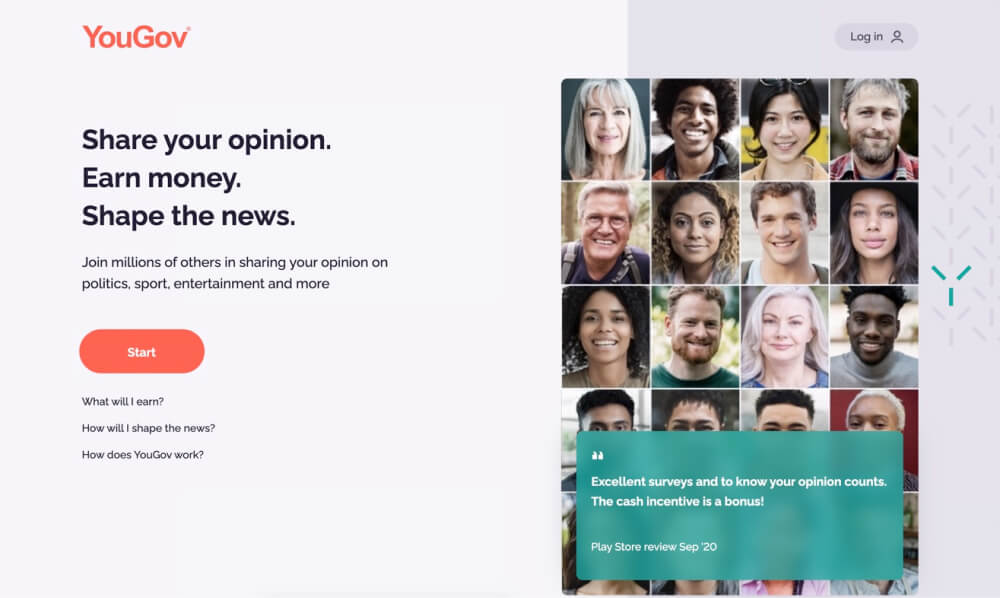 YouGov®
Log in
Share your opinion.
Earn money.
Shape the news.
Join millions of others in sharing your opinion on
politics, sport, entertainment and more
Start
What will I earn?
How will I shape the news?
How does YouGov work?
“
Excellent surveys and to know your opinion counts.
The cash incentive is a bonus!
Play Store review Sep '20